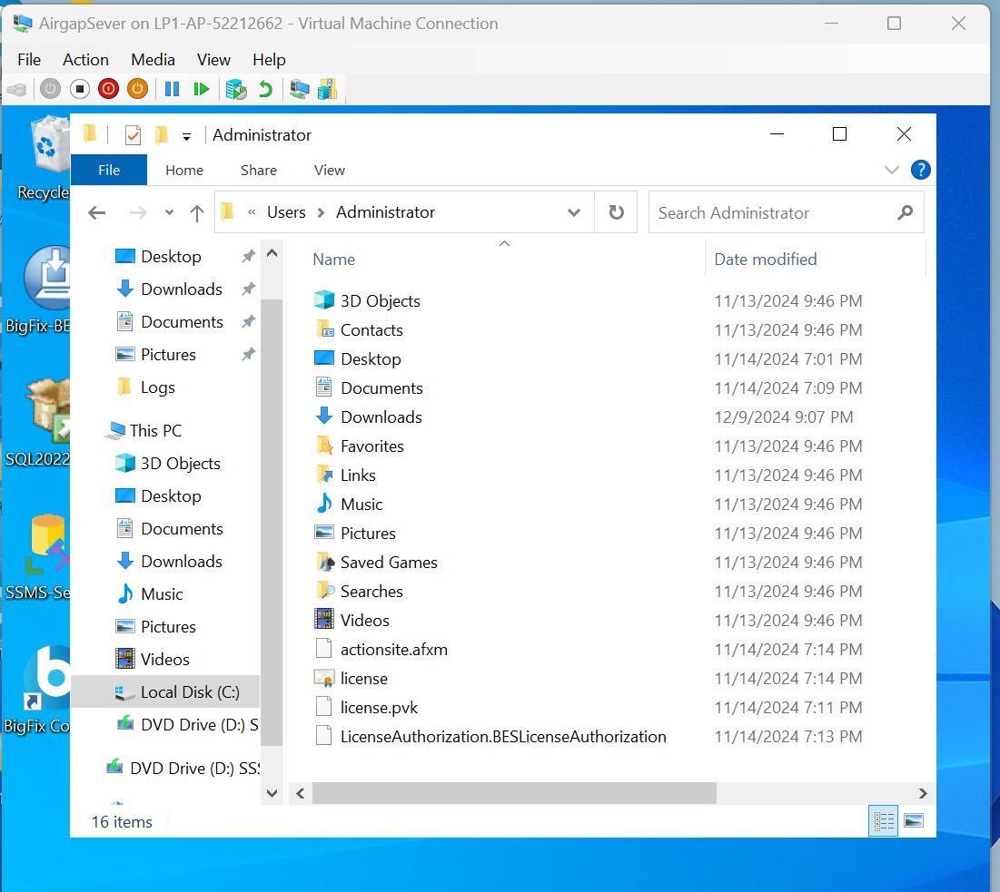 AirgapSever on LP1-AP-52212662 - Virtual Machine Connection
File Action Media View Help
Recycle
BigFix-BE
SQL2022
SSMS-Se
BigFix Co
Administrator
File Home Share View
« Users > Administrator
Search Administrator
Desktop
Downloads
Documents
Pictures
Logs
This PC
3D Objects
Desktop
Documents
Downloads
Music
Pictures
Videos
Local Disk (C:)
DVD Drive (D:) S
DVD Drive (D:) SSS
Name Date modified
3D Objects 11/13/2024 9:46 PM
Contacts 11/13/2024 9:46 PM
Desktop 11/14/2024 7:01 PM
Documents 11/14/2024 7:09 PM
Downloads 12/9/2024 9:07 PM
Favorites 11/13/2024 9:46 PM
Links 11/13/2024 9:46 PM
Music 11/13/2024 9:46 PM
Pictures 11/13/2024 9:46 PM
Saved Games 11/13/2024 9:46 PM
Searches 11/13/2024 9:46 PM
Videos 11/13/2024 9:46 PM
actionsite.afxm 11/14/2024 7:14 PM
license 11/14/2024 7:14 PM
license.pvk 11/14/2024 7:11 PM
LicenseAuthorization.BESLicenseAuthorization 11/14/2024 7:13 PM
16 items